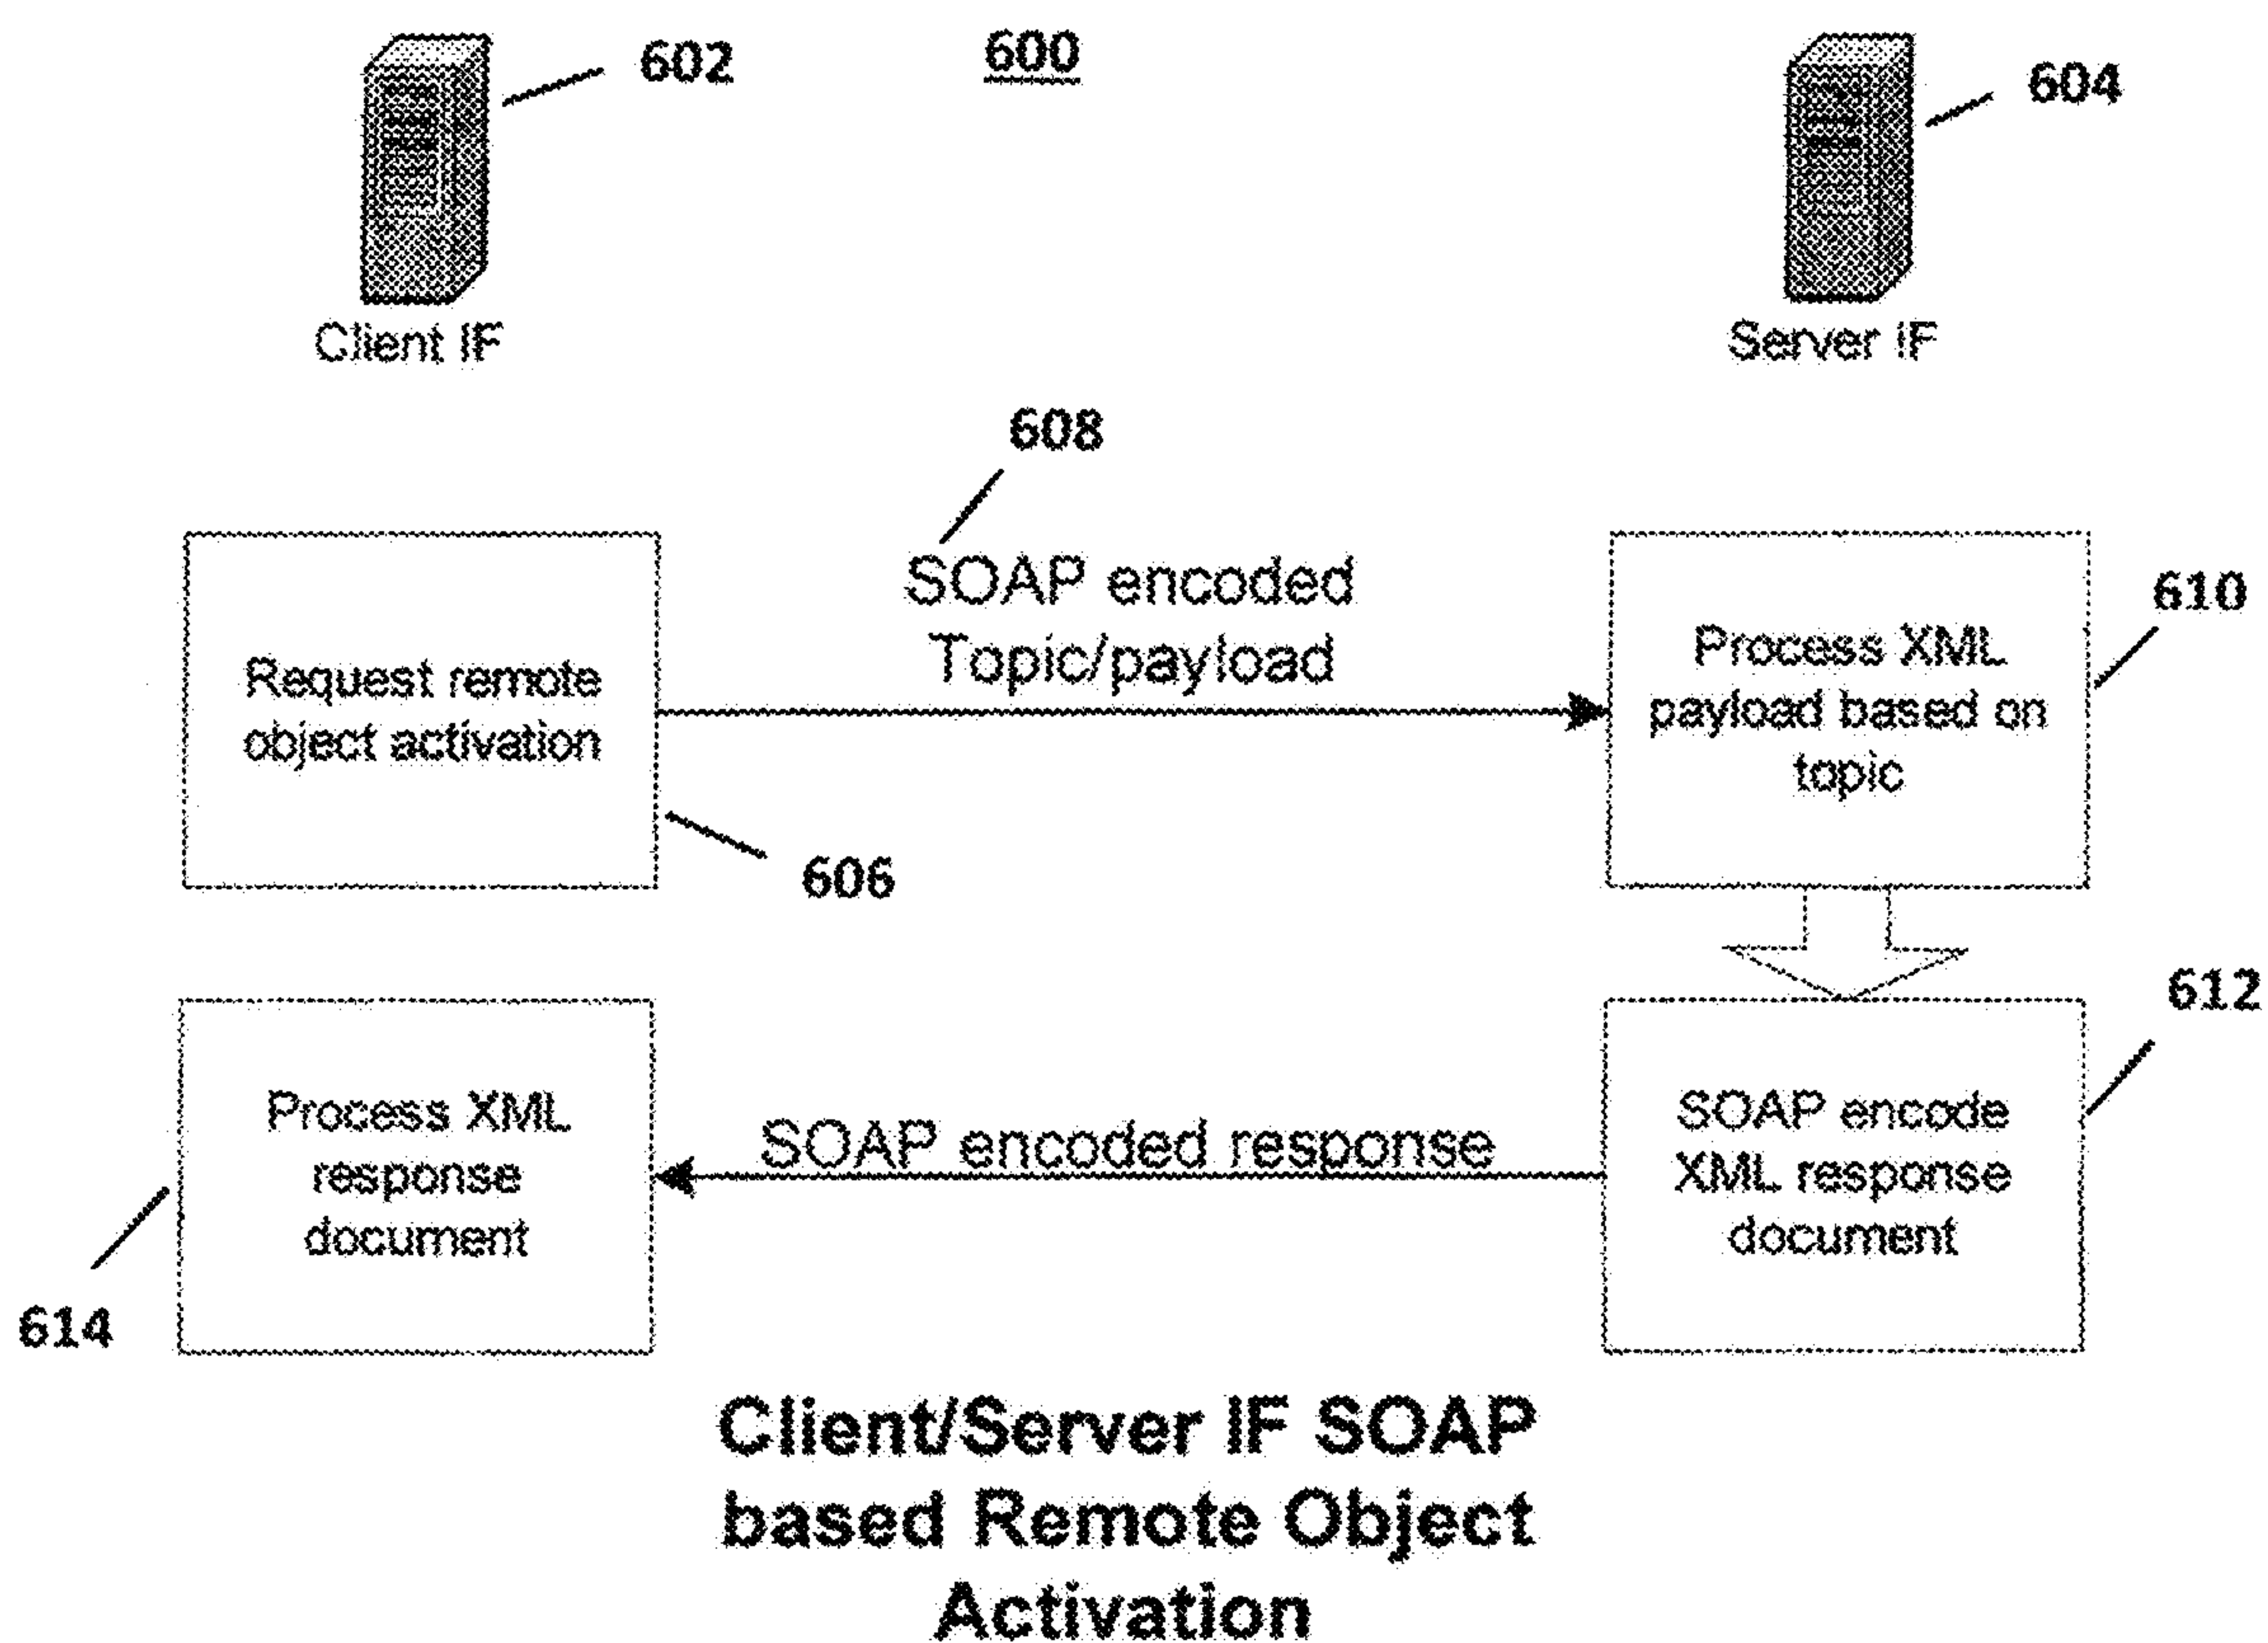 600
602
604
Client IF
Server IF
608
SOAP encoded
Topic/payload
Request remote
object activation
606
Process XML
payload based on
topic
610
612
SOAP encode
XML response
document
SOAP encoded response
Process XML
response
document
614
Client/Server IF SOAP
based Remote Object
Activation